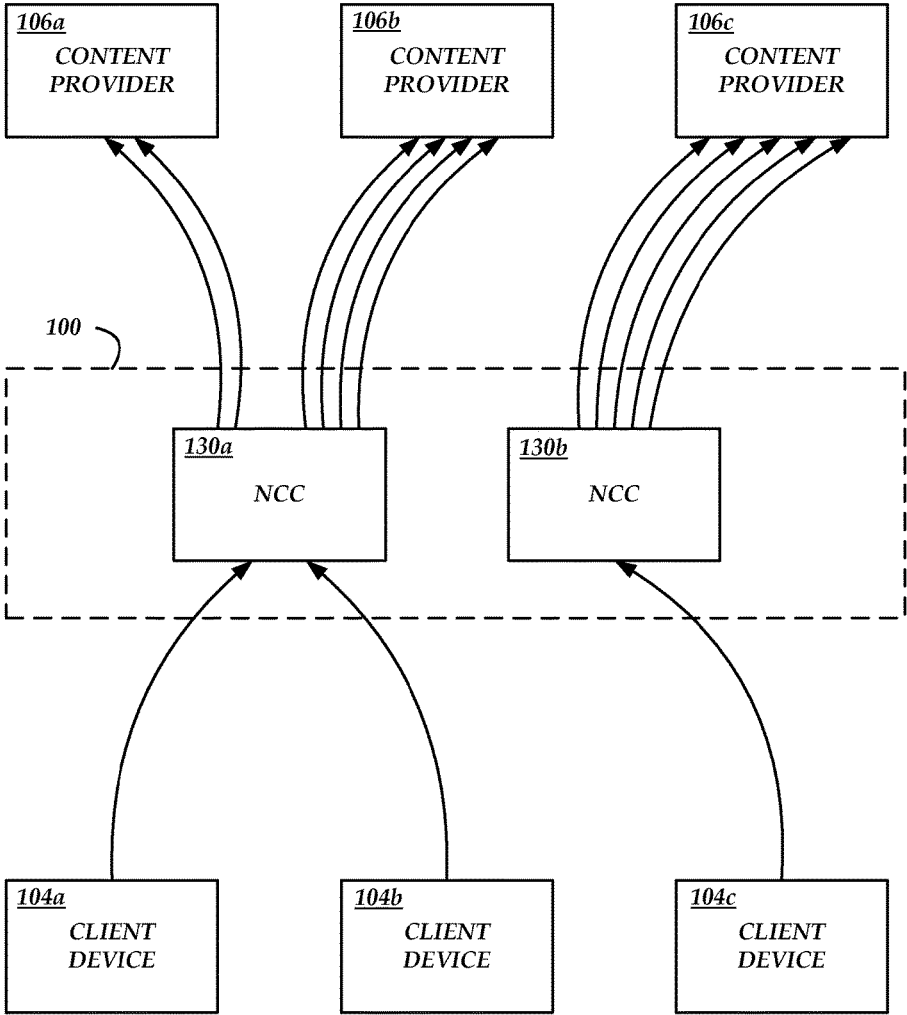 106a
CONTENT
PROVIDER
106b
CONTENT
PROVIDER
106c
CONTENT
PROVIDER
100
130a
NCC
130b
NCC
104a
CLIENT
DEVICE
104b
CLIENT
DEVICE
104c
CLIENT
DEVICE